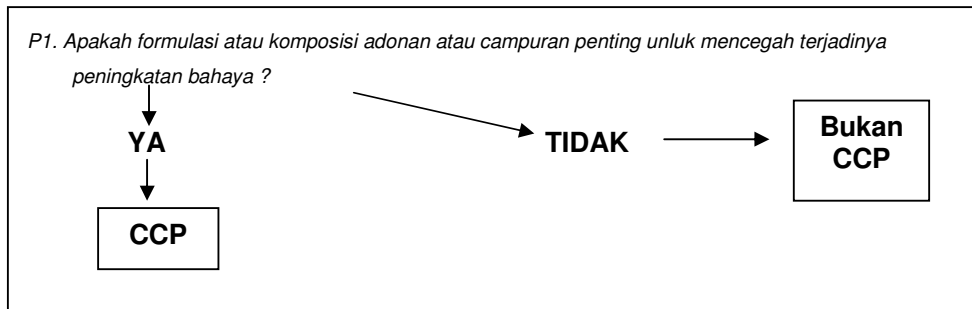 P1. Apakah formulasi atau komposisi adonan atau campuran penting unluk mencegah terjadinya
peningkatan bahaya ?
YA
TIDAK
Bukan
CCP
CCP